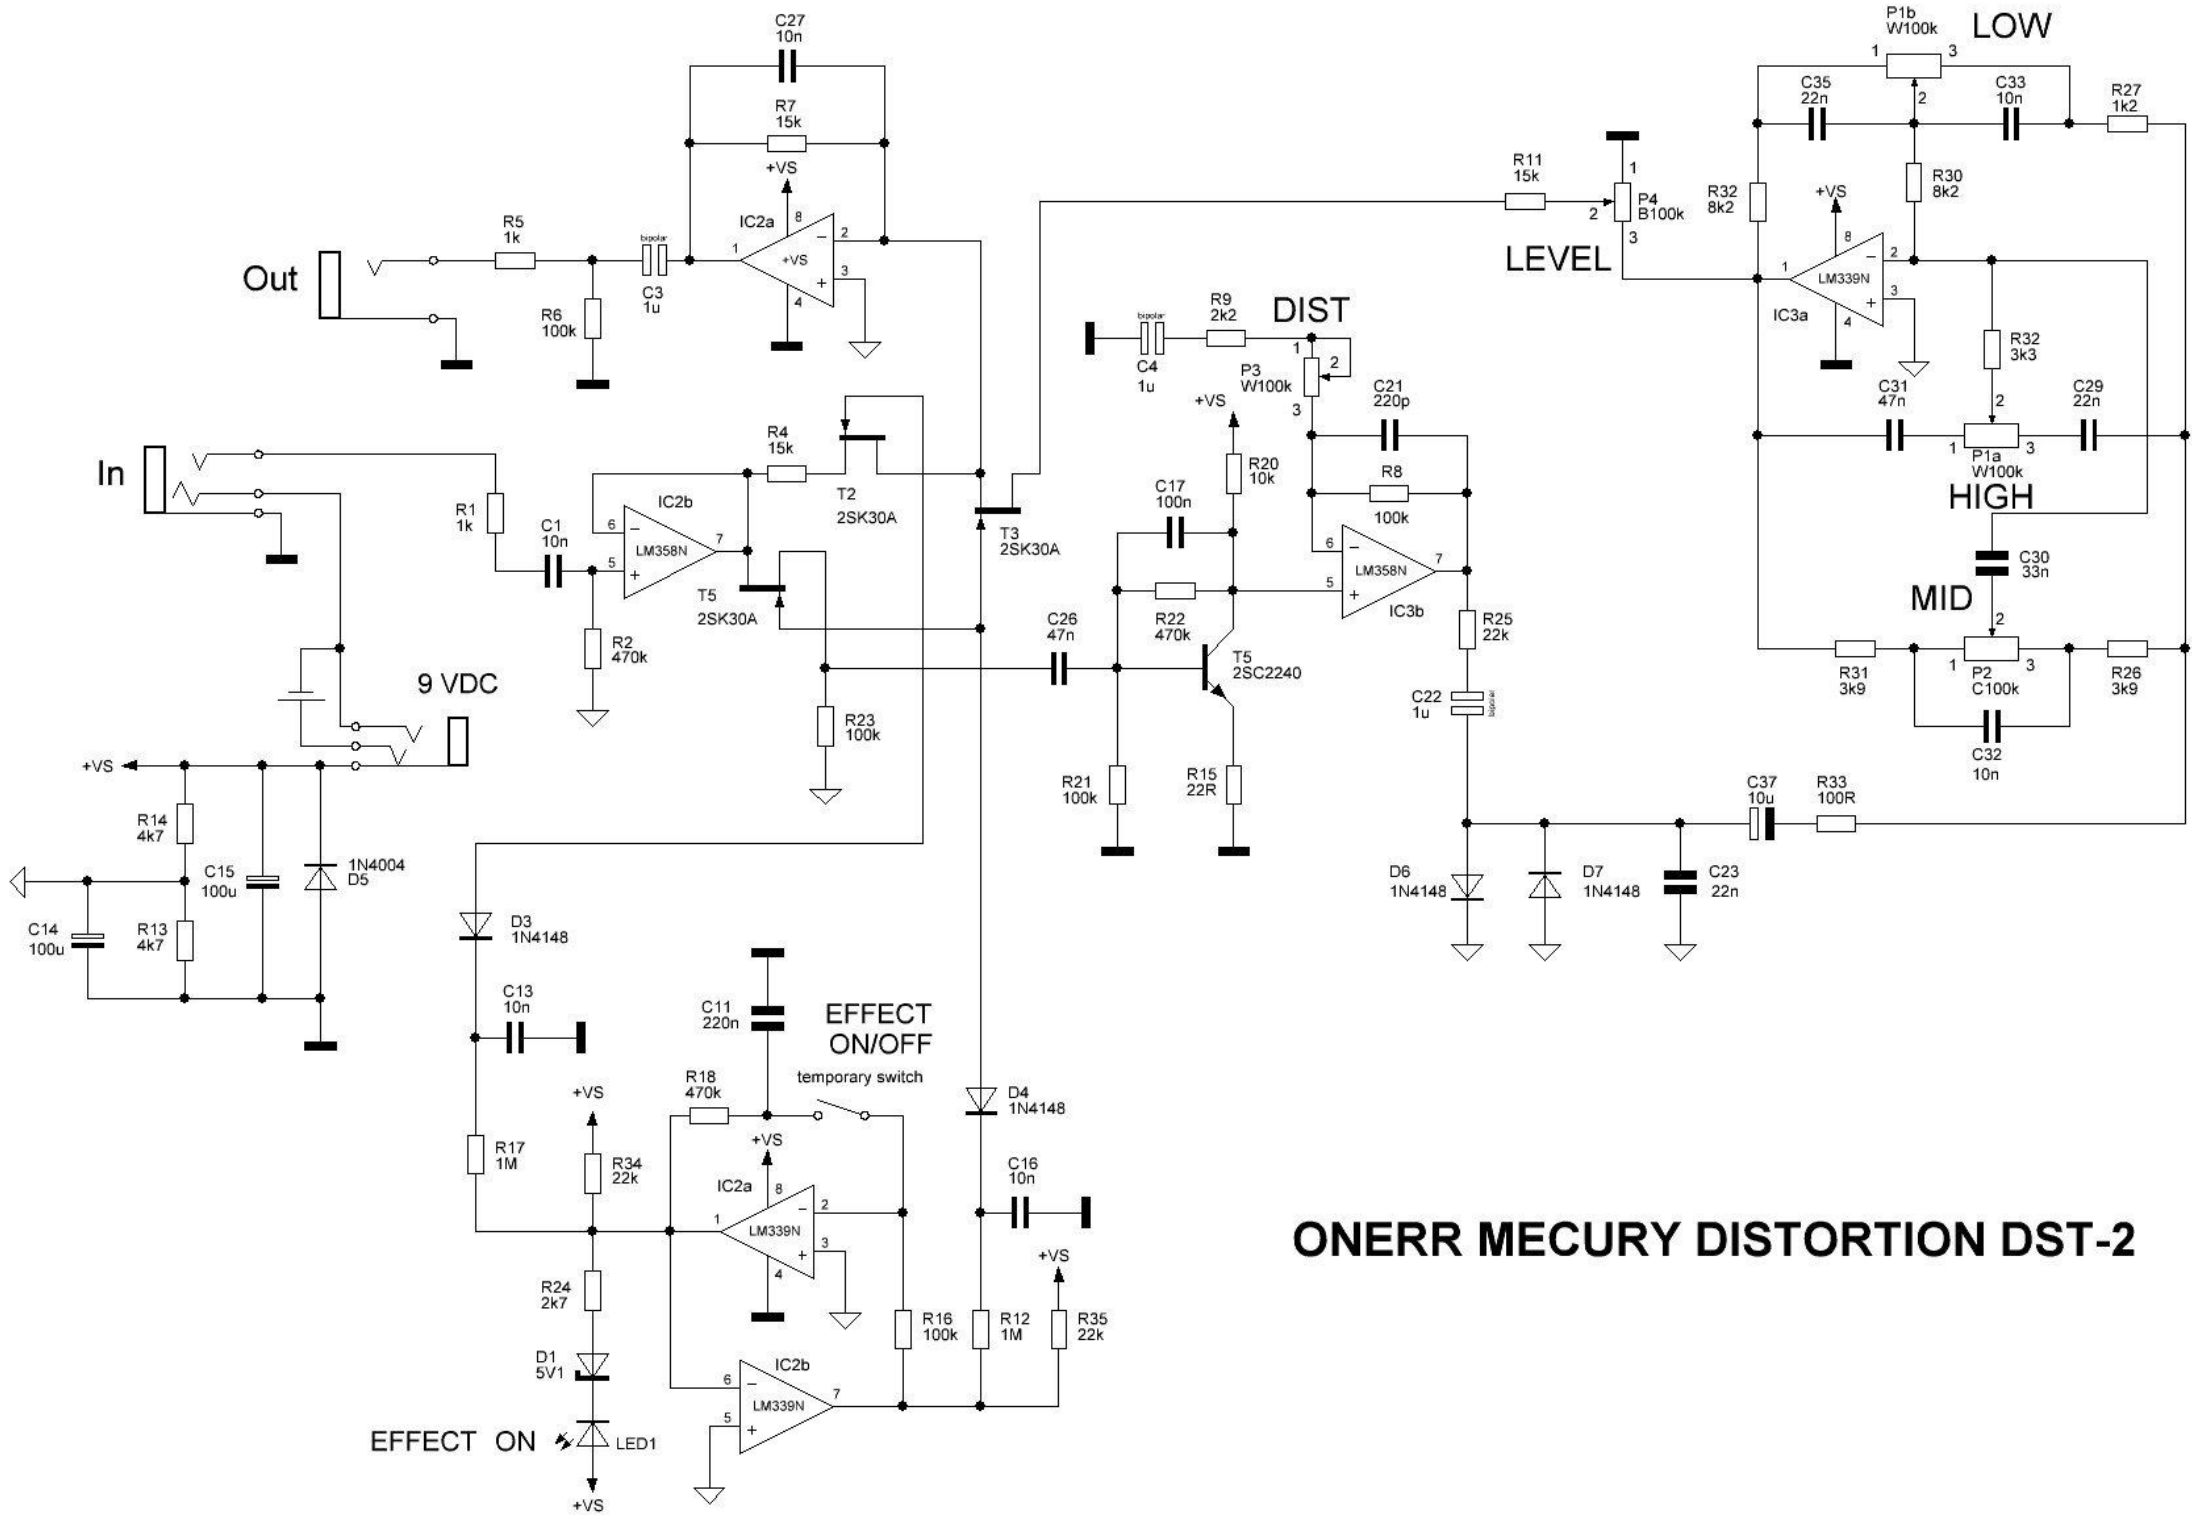 C27
10n
R7
15k
+VS
8
IC2a
2
1
−
+VS
+
3
4
R5
1k
bipolar
C3
1u
R6
100k
Out
In
R1
1k
C1
10n
R2
470k
IC2b
6
−
LM358N
7
5
+
R4
15k
T2
2SK30A
T5
2SK30A
T3
2SK30A
R23
100k
9 VDC
+VS
R14
4k7
C15
100u
1N4004
D5
C14
100u
R13
4k7
D3
1N4148
C13
10n
R17
1M
+VS
R34
22k
R24
2k7
D1
5V1
EFFECT ON
LED1
+VS
C11
220n
EFFECT
ON/OFF
temporary switch
R18
470k
+VS
IC2a
8
2
1
−
LM339N
+
3
4
IC2b
6
−
LM339N
7
5
+
R16
100k
D4
1N4148
C16
10n
R12
1M
+VS
R35
22k
bipolar
C4
1u
R9
2k2
DIST
1
2
P3
W100k
3
C21
220p
R8
100k
+VS
R20
10k
C17
100n
R22
470k
C26
47n
T5
2SC2240
R21
100k
R15
22R
6
−
LM358N
7
5
+
IC3b
R25
22k
C22
1u
bipolar
D6
1N4148
D7
1N4148
C23
22n
C37
10u
R33
100R
R11
15k
1
P4
B100k
2
3
LEVEL
P1b
W100k
LOW
1
3
2
C35
22n
C33
10n
R27
1k2
R32
8k2
R30
8k2
+VS
8
1
−
2
LM339N
+
3
IC3a
4
R32
3k3
C31
47n
C29
22n
2
1
3
P1a
W100k
HIGH
C30
33n
MID
2
R31
3k9
1
P2
C100k
3
R26
3k9
C32
10n
ONERR MECURY DISTORTION DST-2